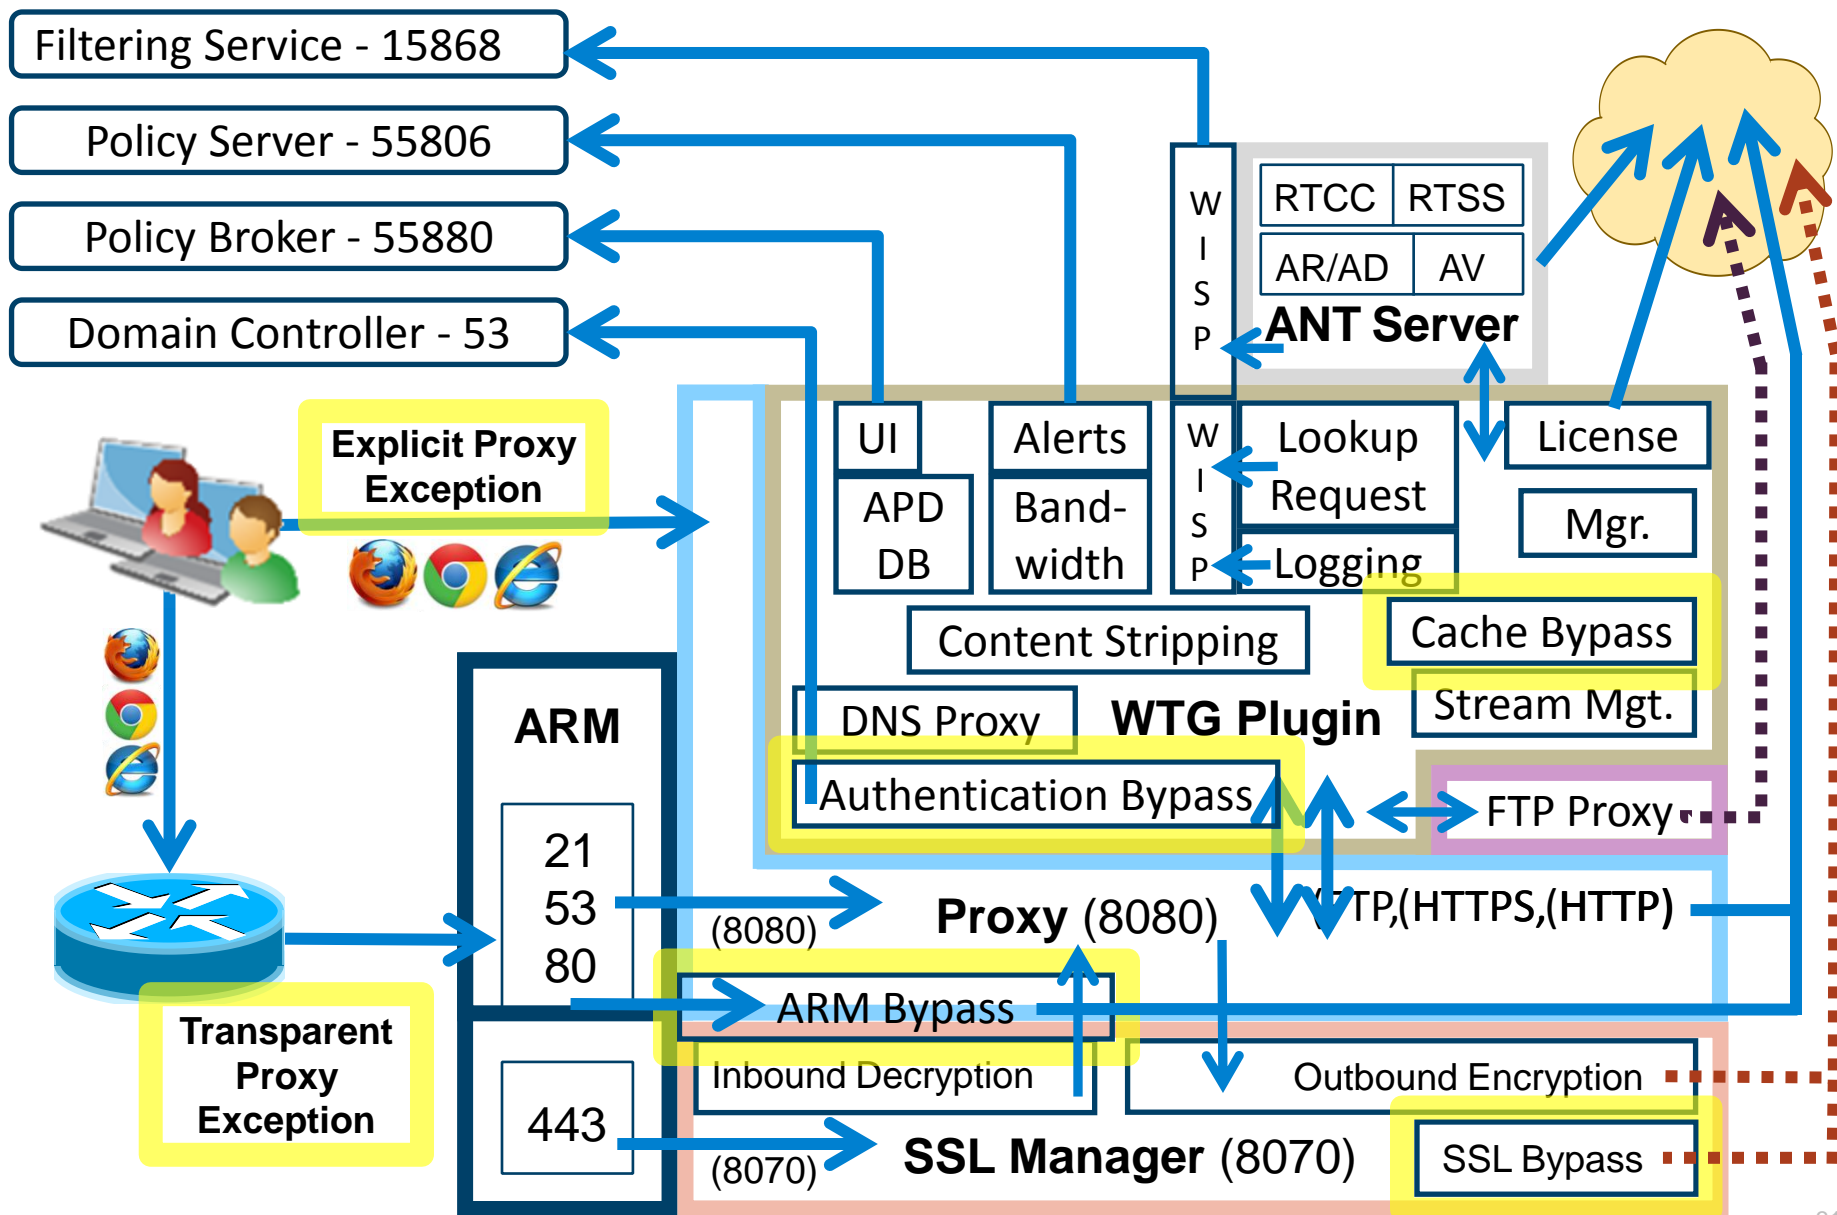 Filtering Service - 15868
Policy Server - 55806
Policy Broker - 55880
Domain Controller - 53
W
I
S
P
RTCC
RTSS
AR/AD
AV
ANT Server
Explicit Proxy
Exception
UI
Alerts
W
I
S
P
Lookup
Request
License
APD
DB
Band-
width
Mgr.
Logging
Content Stripping
Cache Bypass
DNS Proxy
WTG Plugin
Stream Mgt.
Authentication Bypass
FTP Proxy
ARM
21
53
80
(8080)
Proxy (8080)
TP,(HTTPS,(HTTP)
ARM Bypass
Transparent
Proxy
Exception
Inbound Decryption
Outbound Encryption
443
(8070)
SSL Manager (8070)
SSL Bypass